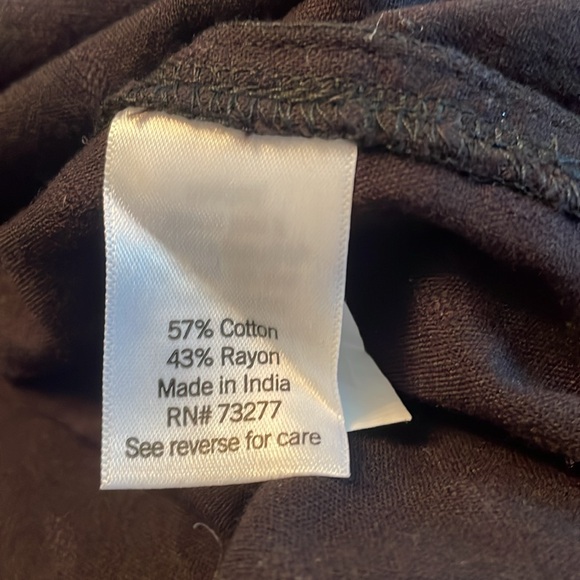 57% Cotton
43% Rayon
Made in India
RN# 73277
See reverse for care